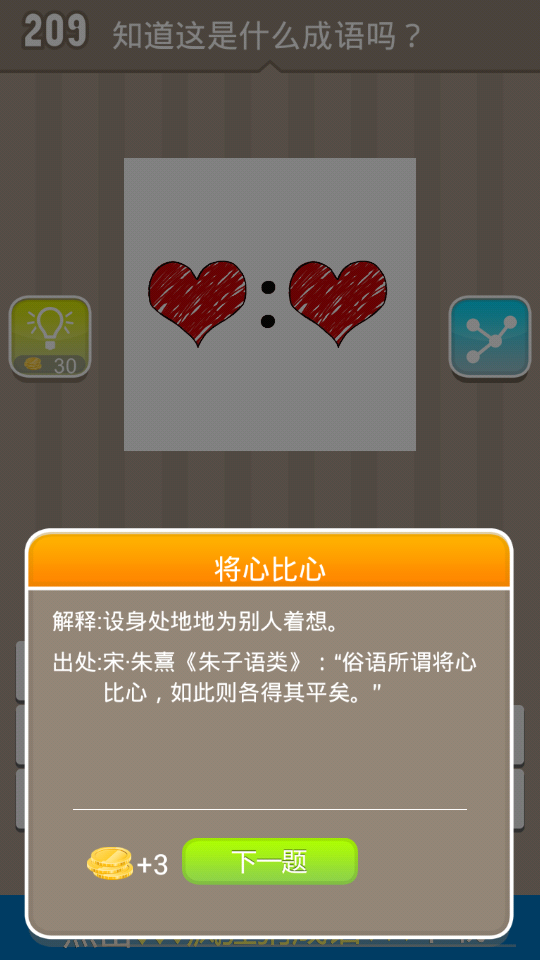 209 知道这是什么成语吗？
30
将心比心
解释:设身处地地为别人着想。
出处:宋·朱熹《朱子语类》："俗语所谓将心
比心，如此则各得其平矣。"
+3 下一题